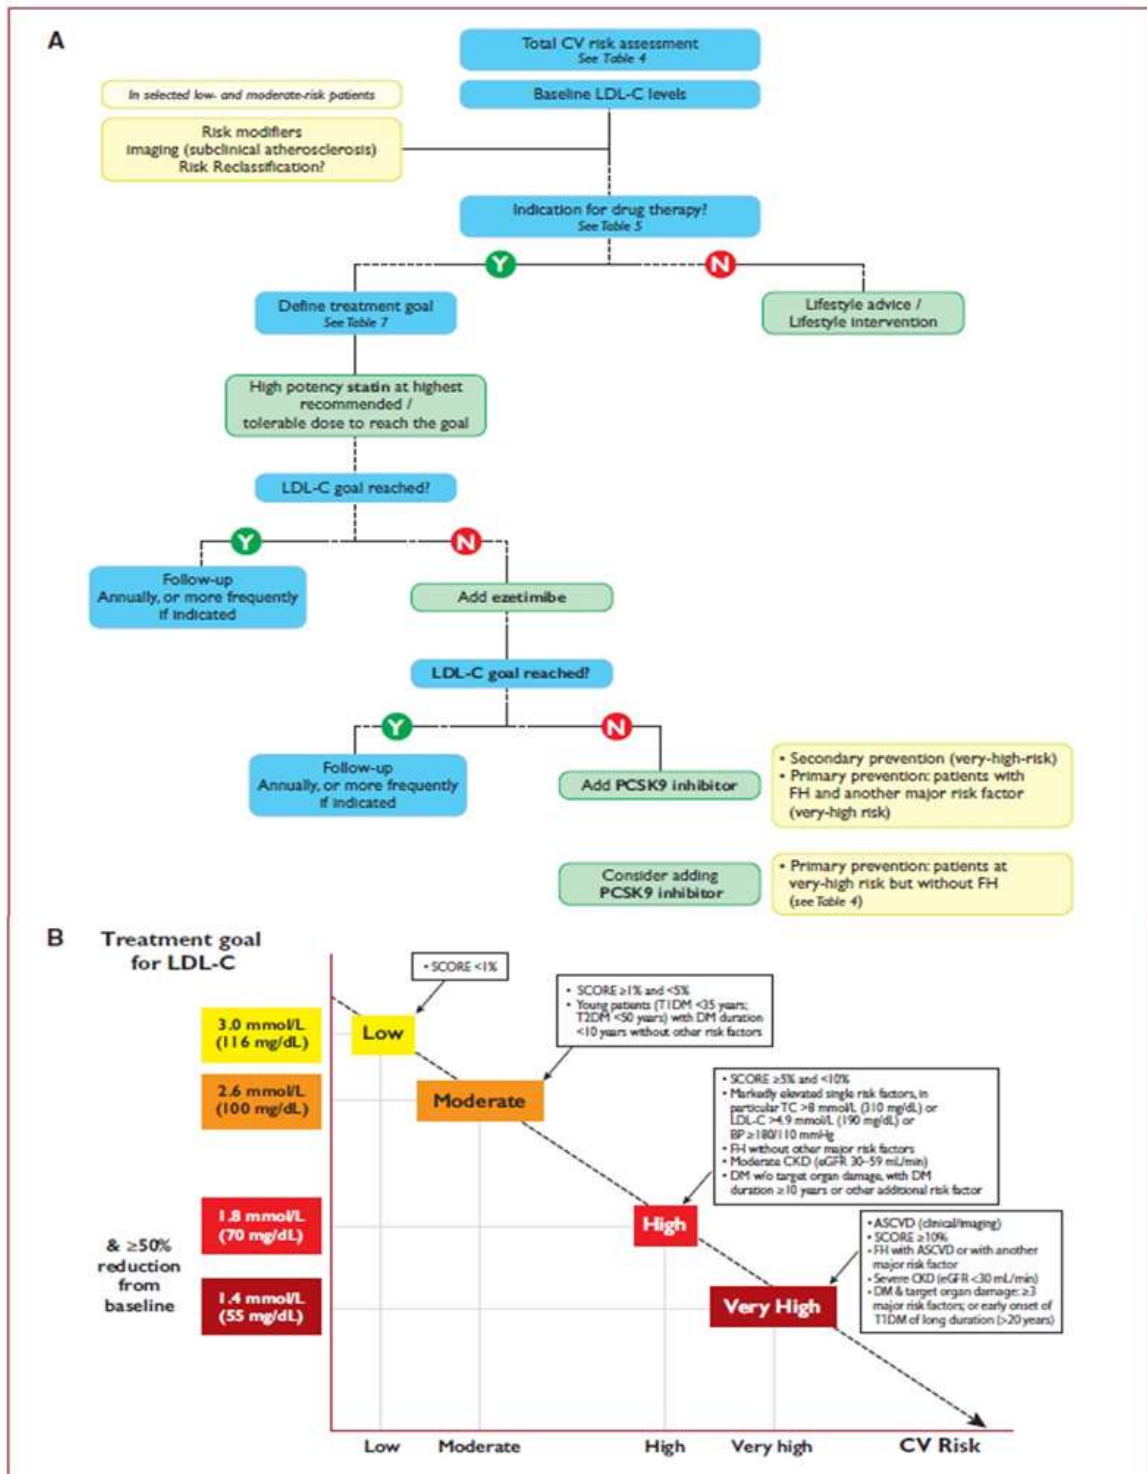 A
Total CV risk assessment
See Table 4
Baseline LDL-C levels
In selected low- and moderate-risk patients
Risk modifiers
imaging (subclinical atherosclerosis)
Risk Reclassification?
Indication for drug therapy?
See Table 5
Y
N
Define treatment goal
See Table 7
Lifestyle advice /
Lifestyle intervention
High potency statin at highest
recommended /
tolerable dose to reach the goal
LDL-C goal reached?
Y
N
Follow-up
Annually, or more frequently
if indicated
Add ezetimibe
LDL-C goal reached?
Y
N
Follow-up
Annually, or more frequently
if indicated
Add PCSK9 inhibitor
• Secondary prevention (very-high-risk)
• Primary prevention: patients with
FH and another major risk factor
(very-high risk)
Consider adding
PCSK9 inhibitor
• Primary prevention: patients at
very-high risk but without FH
(see Table 4)
B
Treatment goal
for LDL-C
• SCORE <1%
• SCORE ≥1% and <5%
• Young patients (T1DM <35 years;
T2DM <50 years) with DM duration
<10 years without other risk factors
3.0 mmol/L
(116 mg/dL)
Low
2.6 mmol/L
(100 mg/dL)
Moderate
• SCORE ≥5% and <10%
• Markedly elevated single risk factors, in
particular TC >8 mmol/L (310 mg/dL) or
LDL-C >4.9 mmol/L (190 mg/dL) or
BP ≥180/110 mmHg
• FH without other major risk factors
• Moderate CKD (eGFR 30–59 mL/min)
• DM w/o target organ damage, with DM
duration ≥10 years or other additional risk factor
1.8 mmol/L
(70 mg/dL)
High
& ≥50%
reduction
from
baseline
1.4 mmol/L
(55 mg/dL)
Very High
• ASCVD (clinical/imaging)
• SCORE ≥10%
• FH with ASCVD or with another
major risk factor
• Severe CKD (eGFR <30 mL/min)
• DM & target organ damage: ≥3
major risk factors; or early onset of
T1DM of long duration (>20 years)
Low
Moderate
High
Very high
CV Risk